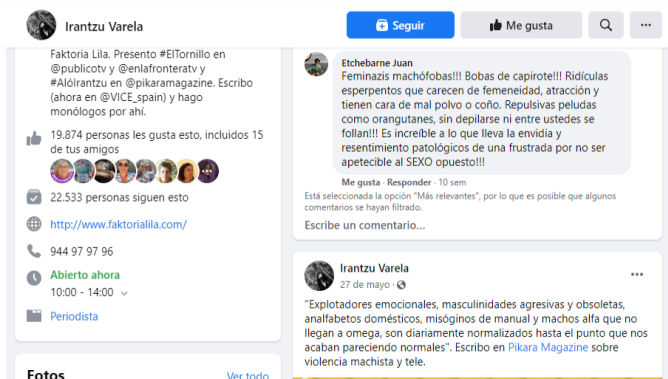 Irantzu Varela
Seguir
Me gusta
Faktoria Lila. Presento #ElTornillo en
@publicotv y @enlafronteratv y
#AlóIrantzu en @pikaramagazine. Escribo
(ahora en @VICE_spain) y hago
monólogos por ahí.
19.874 personas les gusta esto, incluidos 15
de tus amigos
22.533 personas siguen esto
http://www.faktorialila.com/
944 97 97 96
Abierto ahora
10:00 - 14:00
Periodista
Fotos
Ver todo
Etchebarne Juan
Feminazis machófobas!!! Bobas de capirote!!! Ridículas
esperpentos que carecen de femeneidad, atracción y
tienen cara de mal polvo o coño. Repulsivas peludas
como orangutanes, sin depilarse ni entre ustedes se
follan!!! Es increíble a lo que lleva la envidia y
resentimiento patológicos de una frustrada por no ser
apetecible al SEXO opuesto!!!
Me gusta · Responder · 10 sem
Está seleccionada la opción "Más relevantes", por lo que es posible que algunos
comentarios se hayan filtrado.
Escribe un comentario...
Irantzu Varela
27 de mayo ·
"Explotadores emocionales, masculinidades agresivas y obsoletas,
analfabetos domésticos, misóginos de manual y machos alfa que no
llegan a omega, son diariamente normalizados hasta el punto que nos
acaban pareciendo normales". Escribo en Pikara Magazine sobre
violencia machista y tele.